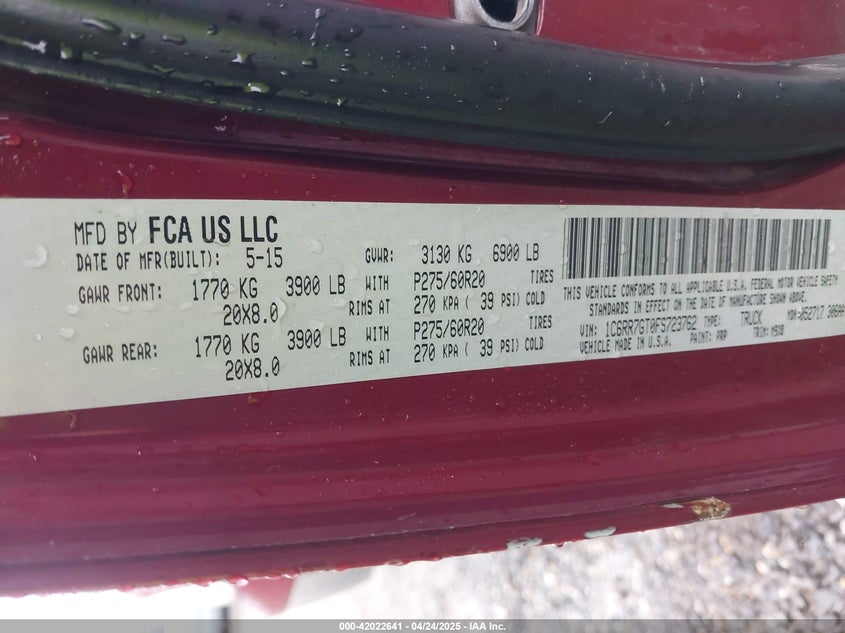 MFD BY FCA US LLC
DATE OF MFR(BUILT): 5-15 GVWR: 3130 KG 6900 LB
GAWR FRONT: 1770 KG 3900 LB WITH P275/60R20 TIRES
20X8.0 RIMS AT 270 KPA ( 39 PSI) COLD
GAWR REAR: 1770 KG 3900 LB WITH P275/60R20 TIRES
20X8.0 RIMS AT 270 KPA ( 39 PSI) COLD
THIS VEHICLE CONFORMS TO ALL APPLICABLE U.S.A. FEDERAL MOTOR VEHICLE SAFETY
STANDARDS IN EFFECT ON THE DATE OF MANUFACTURE SHOWN ABOVE.
VIN: 1C6RR7GT0FS723762 TYPE: TRUCK MDH:052717 306AA
VEHICLE MADE IN U.S.A. PAINT: PRP TRIM:
000-42022641 - 04/24/2025 - IAA Inc.